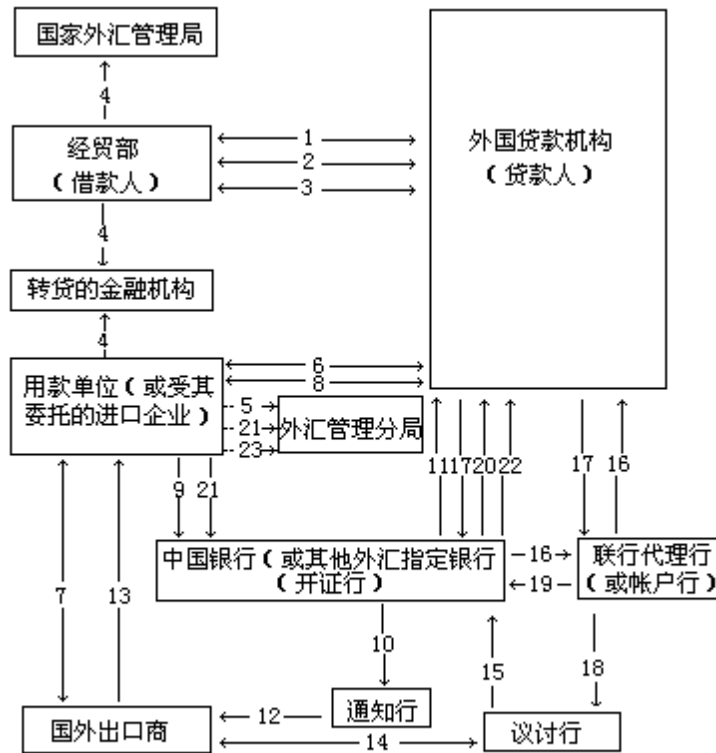 国家外汇管理局
4
经贸部
(借款人)
1
2
3
外国贷款机构
(贷款人)
4
转贷的金融机构
4
用款单位(或受其
委托的进口企业)
6
8
5
21
23
外汇管理分局
9
21
11
17
20
22
17
16
中国银行(或其他外汇指定银行
(开证行)
16
19
联行代理行
(或帐户行)
7
13
10
15
18
国外出口商
12
通知行
14
议讨行